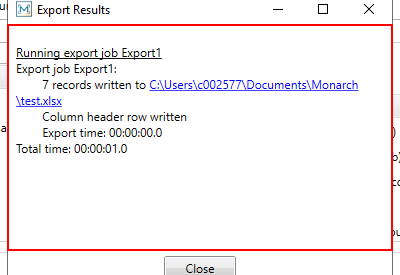 Export Results
Running export job Export1
Export job Export1:
7 records written to C:\Users\c002577\Documents\Monarch
\test.xlsx
Column header row written
Export time: 00:00:00.0
Total time: 00:00:01.0
Close